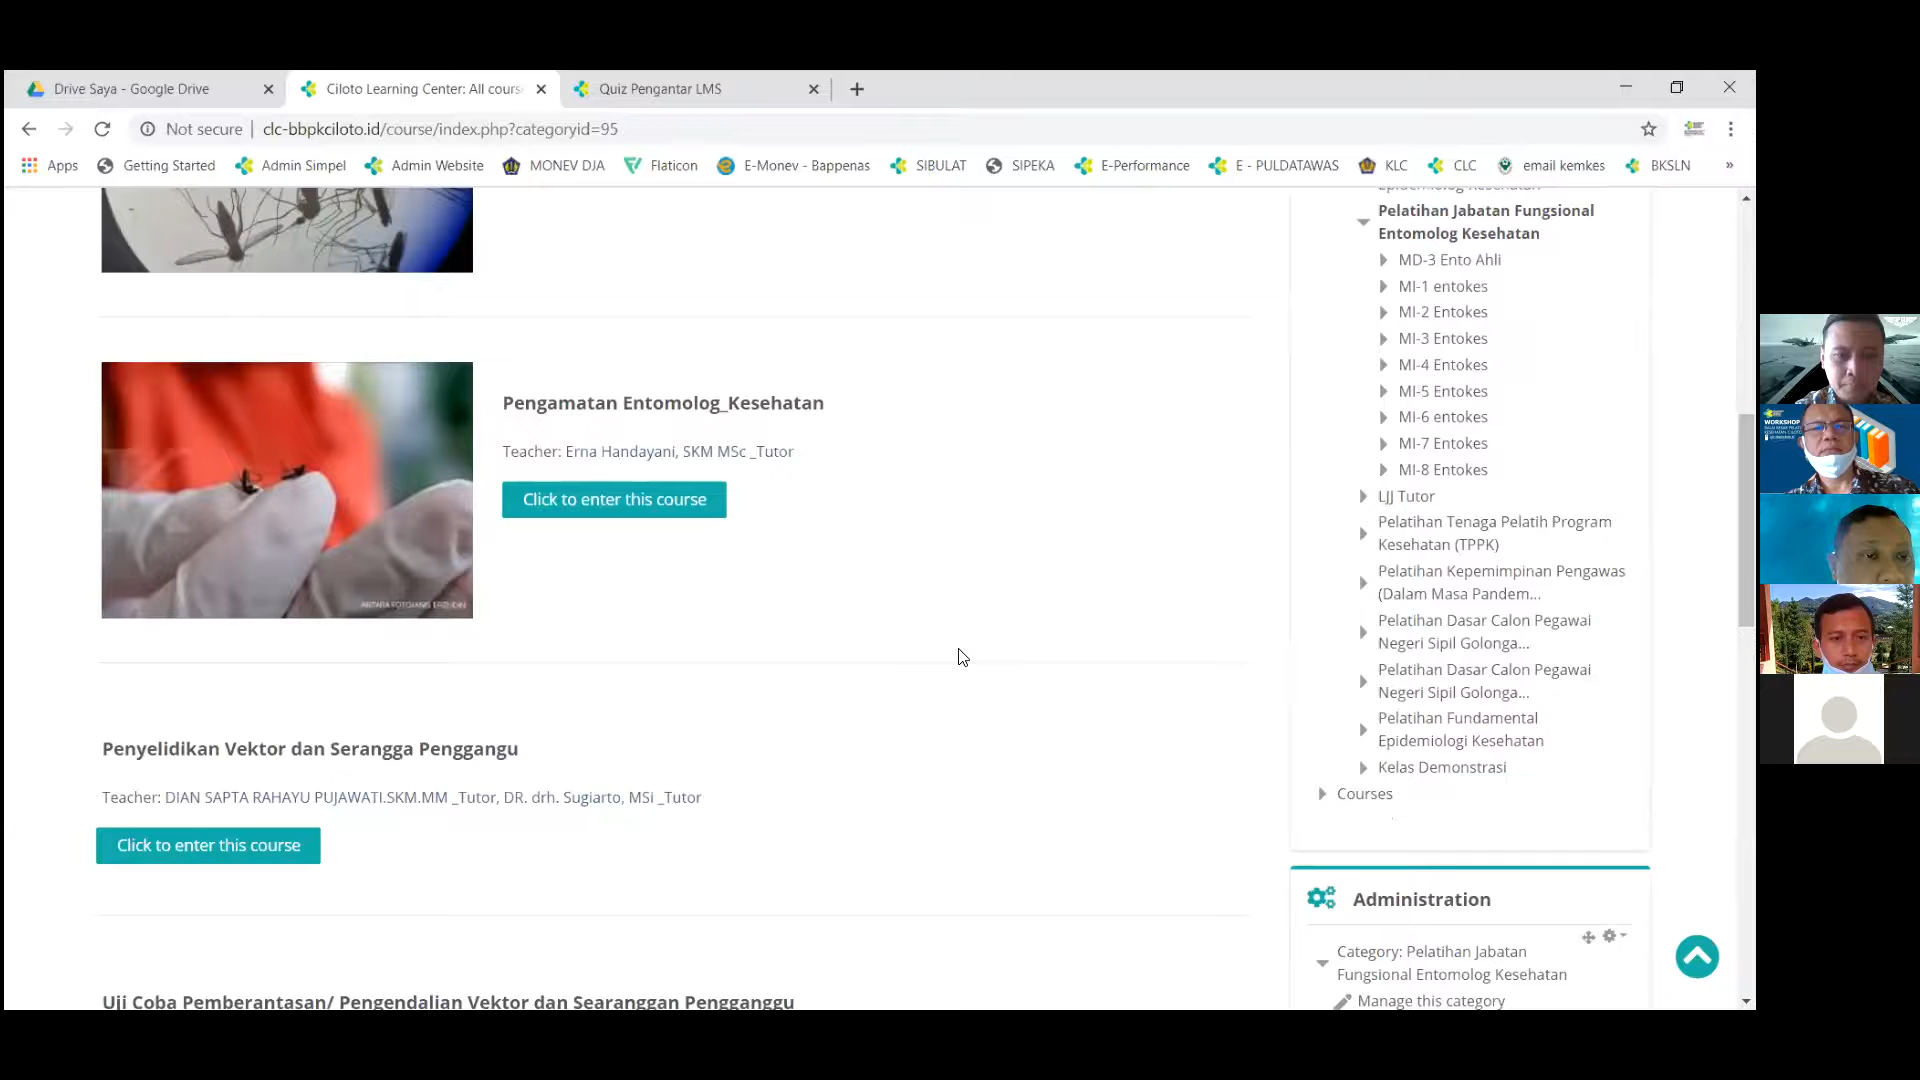 Drive Saya - Google Drive
Ciloto Learning Center: All cours
Quiz Pengantar LMS
Not secure | clc-bbpkciloto.id/course/index.php?categoryid=95
Apps Getting Started Admin Simpel Admin Website MONEV DJA Flaticon E-Monev - Bappenas SIBULAT SIPEKA E-Performance E - PULDATAWAS KLC CLC email kemkes BKSLN »
Pengamatan Entomolog_Kesehatan
Teacher: Erna Handayani, SKM MSc _Tutor
Click to enter this course
Penyelidikan Vektor dan Serangga Penggangu
Teacher: DIAN SAPTA RAHAYU PUJAWATI.SKM.MM _Tutor, DR. drh. Sugiarto, MSi _Tutor
Click to enter this course
Uji Coba Pemberantasan/ Pengendalian Vektor dan Searanggan Pengganggu
Epidemiolog Kesehatan
Pelatihan Jabatan Fungsional
Entomolog Kesehatan
MD-3 Ento Ahli
MI-1 entokes
MI-2 Entokes
MI-3 Entokes
MI-4 Entokes
MI-5 Entokes
MI-6 entokes
MI-7 Entokes
MI-8 Entokes
LJJ Tutor
Pelatihan Tenaga Pelatih Program
Kesehatan (TPPK)
Pelatihan Kepemimpinan Pengawas
(Dalam Masa Pandem...
Pelatihan Dasar Calon Pegawai
Negeri Sipil Golonga...
Pelatihan Dasar Calon Pegawai
Negeri Sipil Golonga...
Pelatihan Fundamental
Epidemiologi Kesehatan
Kelas Demonstrasi
Courses
Administration
Category: Pelatihan Jabatan
Fungsional Entomolog Kesehatan
Manage this category
WORKSHOP